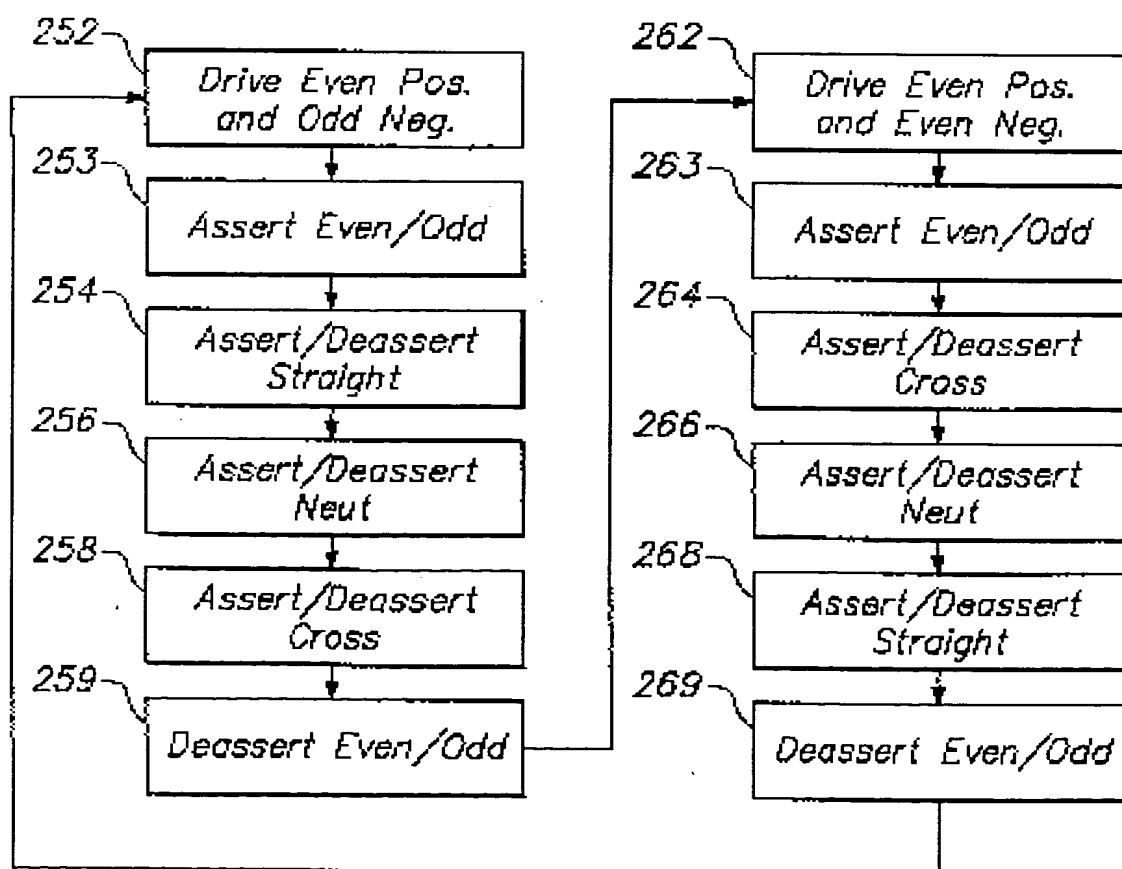 252
Drive Even Pos.
and Odd Neg.
253
Assert Even/Odd
254
Assert/Deassert
Straight
256
Assert/Deassert
Neut
258
Assert/Deassert
Cross
259
Deassert Even/Odd
262
Drive Even Pos.
and Even Neg.
263
Assert Even/Odd
264
Assert/Deassert
Cross
266
Assert/Deassert
Neut
268
Assert/Deassert
Straight
269
Deassert Even/Odd